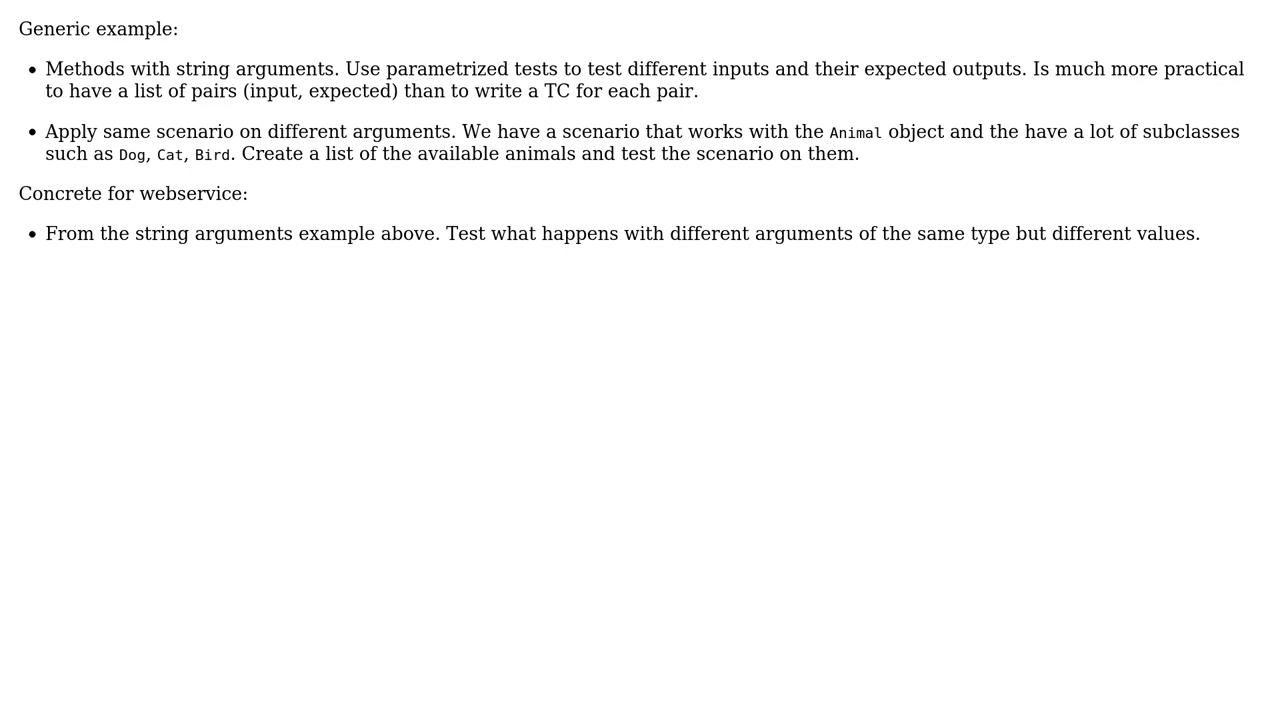 Generic example:
Methods with string arguments. Use parametrized tests to test different inputs and their expected outputs. Is much more practical
to have a list of pairs (input, expected) than to write a TC for each pair.
Apply same scenario on different arguments. We have a scenario that works with the Animal object and the have a lot of subclasses
such as Dog, Cat, Bird. Create a list of the available animals and test the scenario on them.
Concrete for webservice:
From the string arguments example above. Test what happens with different arguments of the same type but different values.